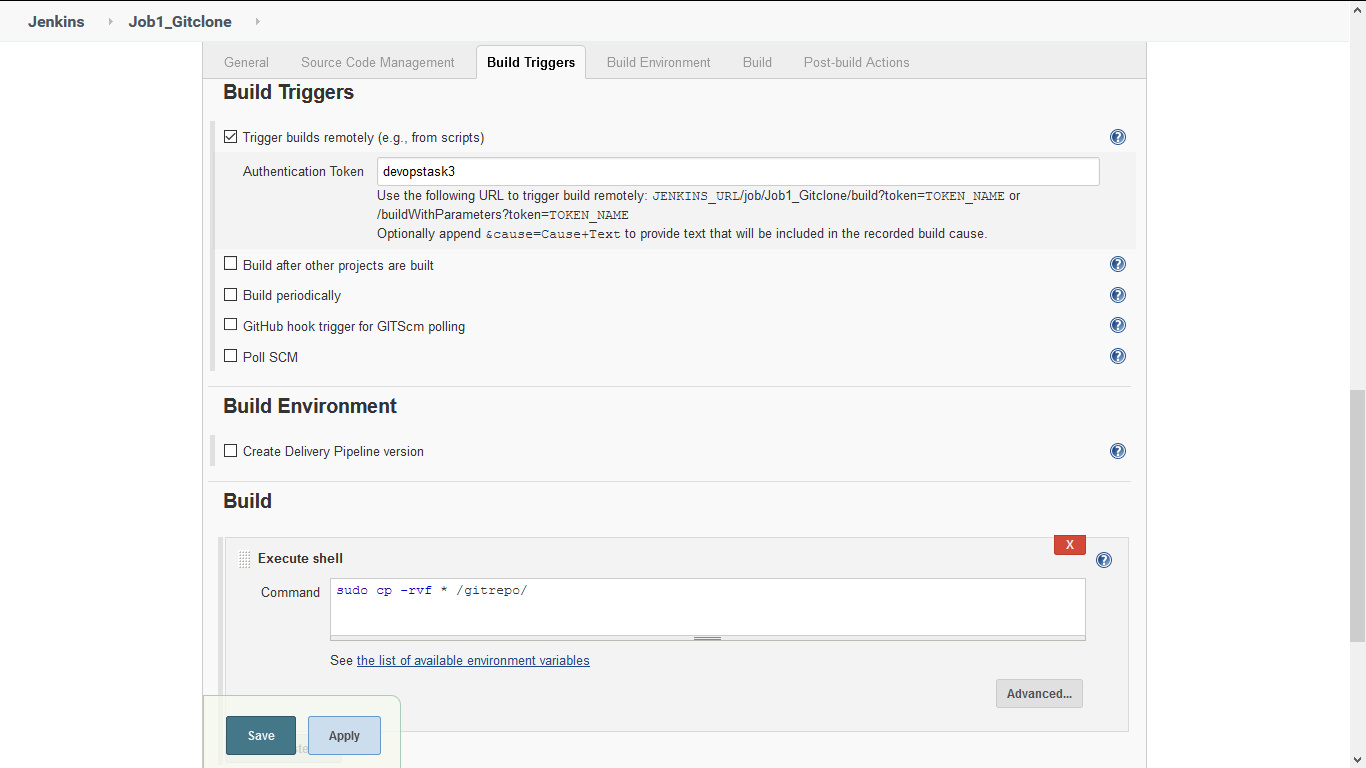 Jenkins Job1_Gitclone
General Source Code Management Build Triggers Build Environment Build Post-build Actions
Build Triggers
Trigger builds remotely (e.g., from scripts)
Authentication Token devopstask3
Use the following URL to trigger build remotely: JENKINS_URL/job/Job1_Gitclone/build?token=TOKEN_NAME or
/buildWithParameters?token=TOKEN_NAME
Optionally append &cause=Cause+Text to provide text that will be included in the recorded build cause.
Build after other projects are built
Build periodically
GitHub hook trigger for GITScm polling
Poll SCM
Build Environment
Create Delivery Pipeline version
Build
X
Execute shell
Command sudo cp -rvf * /gitrepo/
See the list of available environment variables
Advanced...
Save Apply